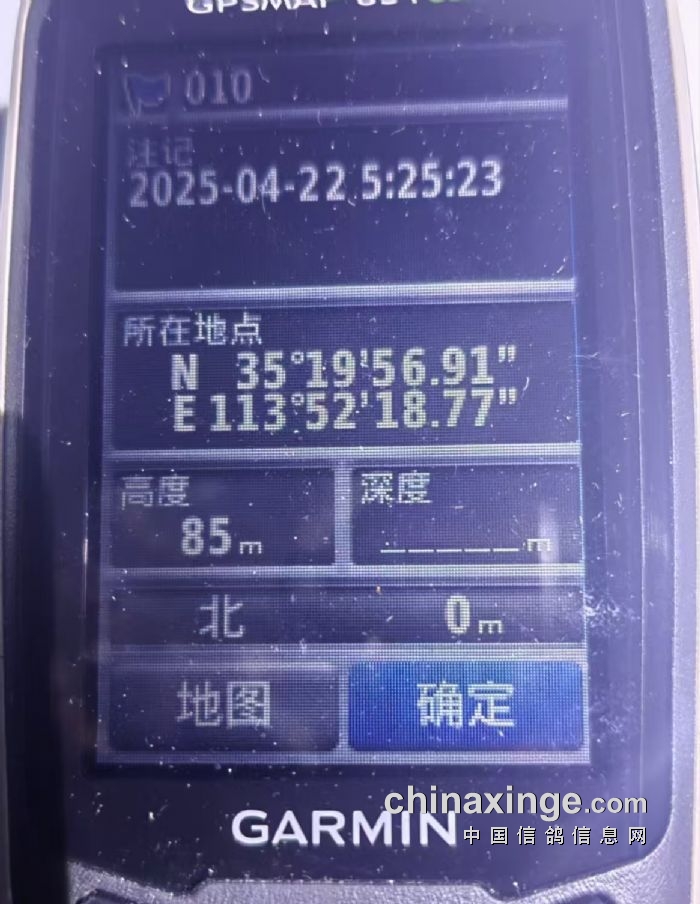 010
注记
2025-04-22 5:25:23
所在地点
N 35°19'56.91"
E 113°52'18.77"
高度
深度
85m
_____m
北
0m
地图
确定
chinaxinge.com
GARMIN
中国信鸽信息网